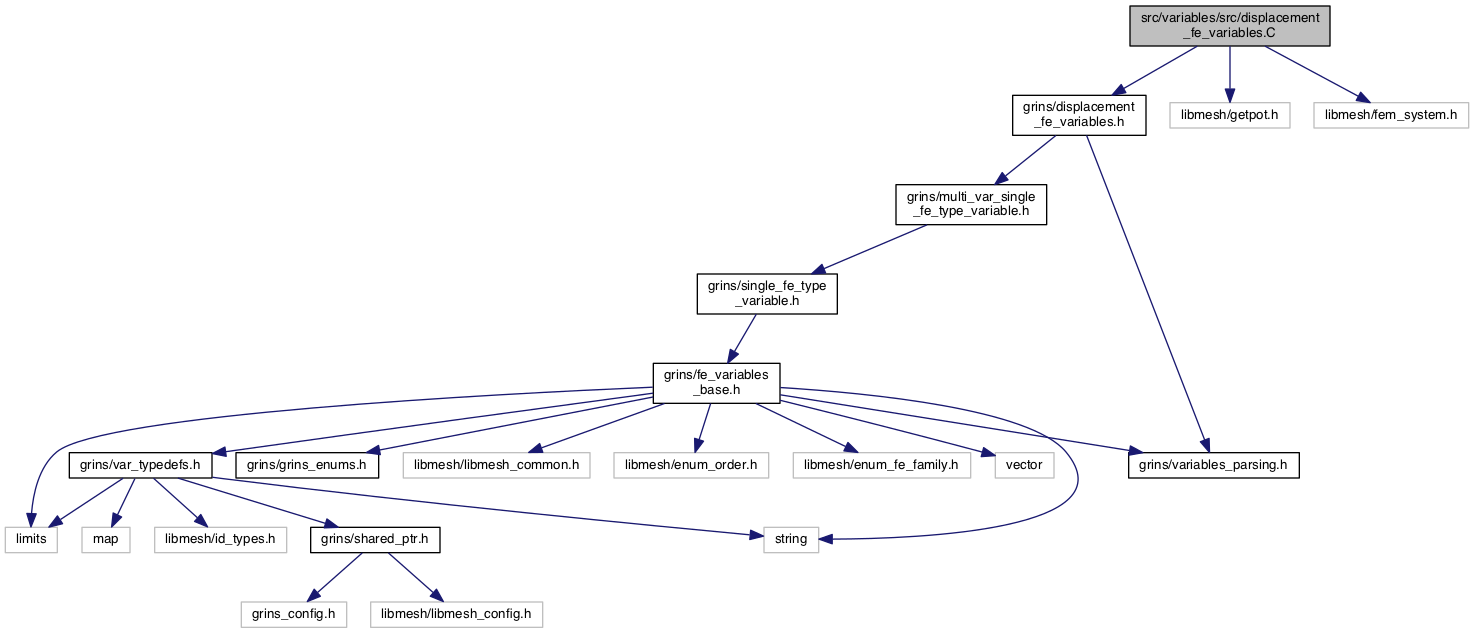 src/variables/src/displacement
_fe_variables.C
grins/displacement
_fe_variables.h
libmesh/getpot.h
libmesh/fem_system.h
grins/multi_var_single
_fe_type_variable.h
grins/single_fe_type
_variable.h
grins/fe_variables
_base.h
grins/var_typedefs.h
grins/grins_enums.h
libmesh/libmesh_common.h
libmesh/enum_order.h
libmesh/enum_fe_family.h
vector
grins/variables_parsing.h
limits
map
libmesh/id_types.h
grins/shared_ptr.h
string
grins_config.h
libmesh/libmesh_config.h